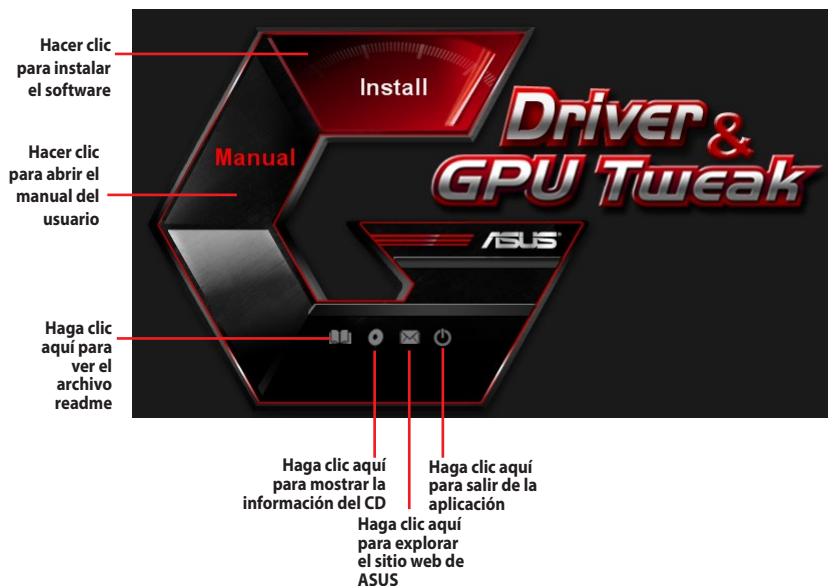 Hacer clic
para instalar
el software
Install
Driver &
GPU Tweak
Hacer clic
para abrir el
manual del
usuario
Manual
ASUS
Haga clic
aquí para
ver el
archivo
readme
Haga clic aquí
para mostrar la
información del CD
Haga clic aquí
para explorar
el sitio web de
ASUS
Haga clic aquí
para salir de la
aplicación